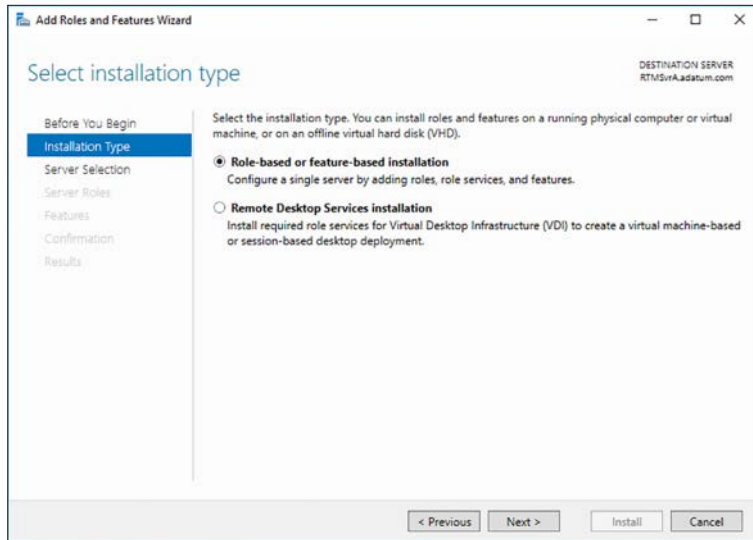 Add Roles and Features Wizard
Select installation type
DESTINATION SERVER
RTMSvrA.adatum.com
Before You Begin
Installation Type
Server Selection
Server Roles
Features
Confirmation
Results
Select the installation type. You can install roles and features on a running physical computer or virtual
machine, or on an offline virtual hard disk (VHD).
Role-based or feature-based installation
Configure a single server by adding roles, role services, and features.
Remote Desktop Services installation
Install required role services for Virtual Desktop Infrastructure (VDI) to create a virtual machine-based
or session-based desktop deployment.
< Previous
Next >
Install
Cancel